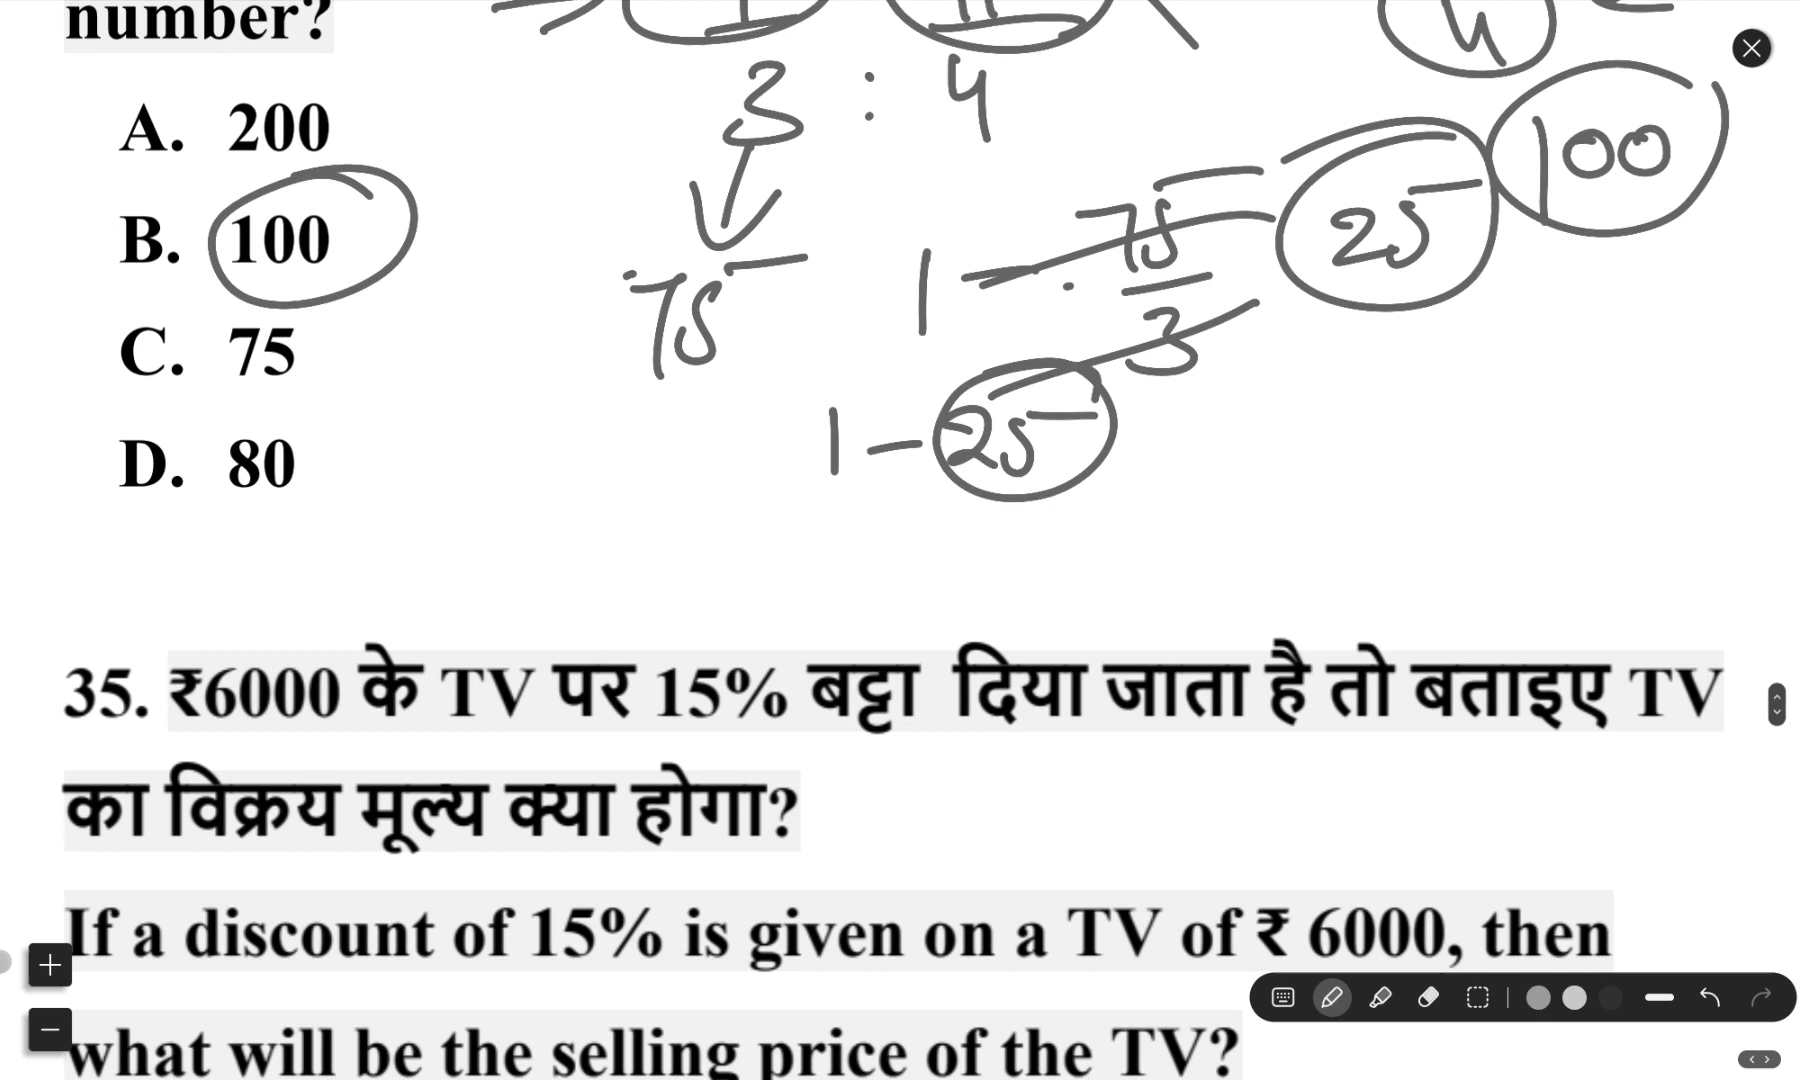 number?
4
3 : 4
A. 200
100
B. 100
75
25
1 — . 75/3
C. 75
1 – 25
D. 80
35. ₹6000 के TV पर 15% बट्टा दिया जाता है तो बताइए TV
का विक्रय मूल्य क्या होगा?
If a discount of 15% is given on a TV of ₹ 6000, then
what will be the selling price of the TV?